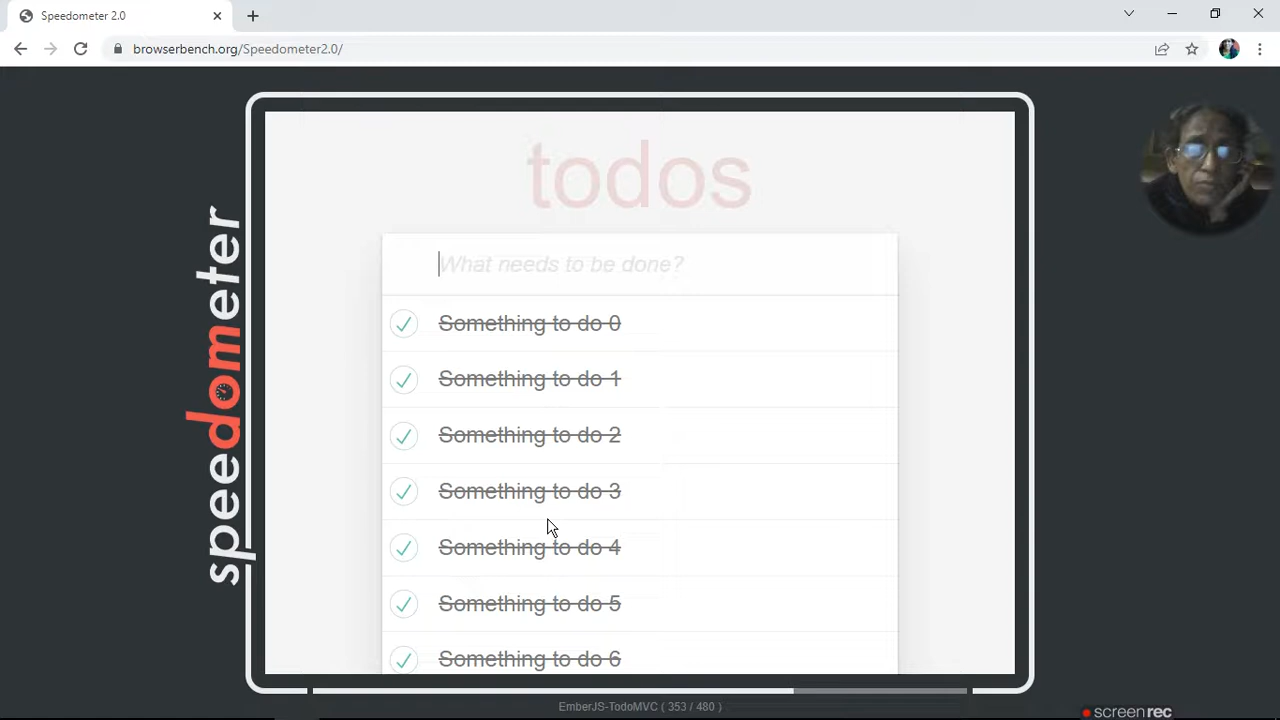 Speedometer 2.0
browserbench.org/Speedometer2.0/
speedometer
todos
What needs to be done?
Something to do 0
Something to do 1
Something to do 2
Something to do 3
Something to do 4
Something to do 5
Something to do 6
EmberJS-TodoMVC ( 353 / 480 )
screenrec